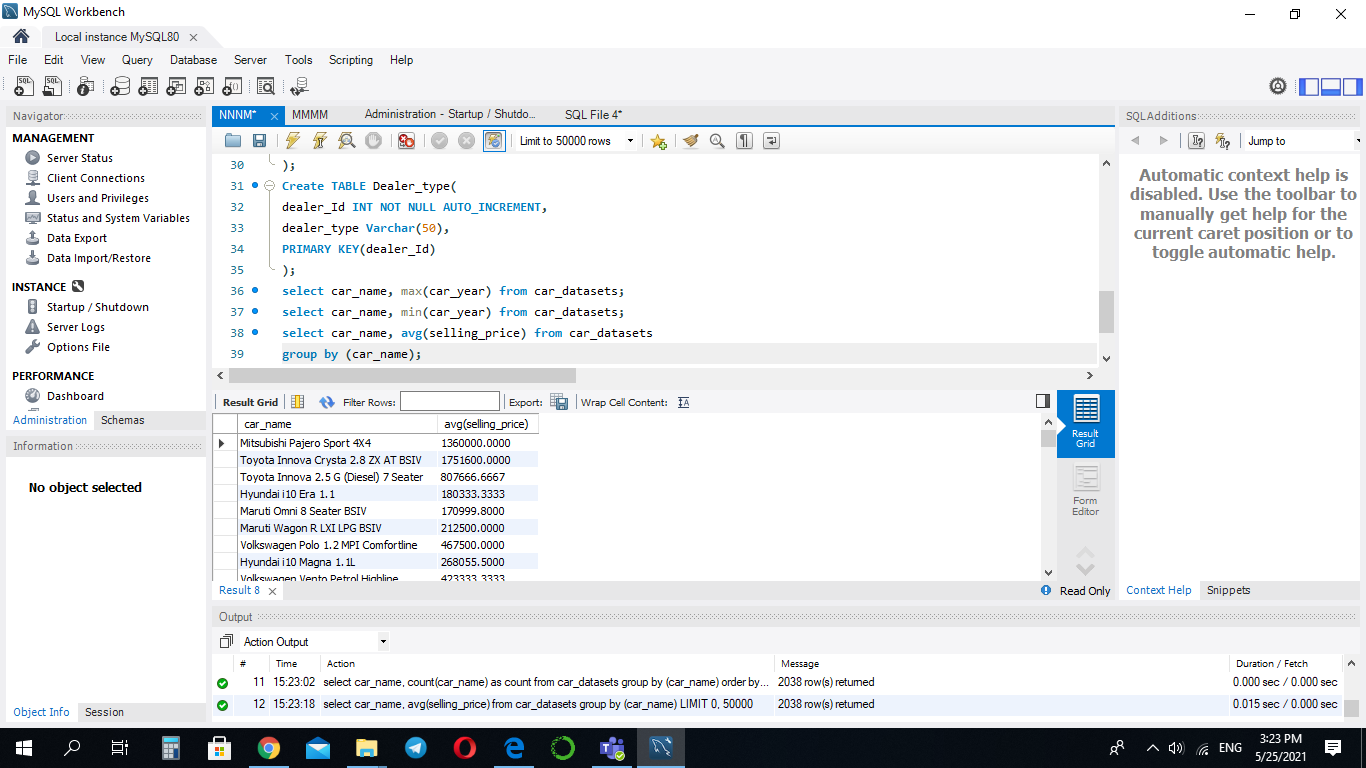 MySQL Workbench
Local instance MySQL80
File Edit View Query Database Server Tools Scripting Help
Navigator
MANAGEMENT
Server Status
Client Connections
Users and Privileges
Status and System Variables
Data Export
Data Import/Restore
INSTANCE
Startup / Shutdown
Server Logs
Options File
PERFORMANCE
Dashboard
Administration Schemas
Information
No object selected
Object Info Session
NNNM* MMMM Administration - Startup / Shutdo... SQL File 4*
Limit to 50000 rows
30 );
31 Create TABLE Dealer_type(
32 dealer_Id INT NOT NULL AUTO_INCREMENT,
33 dealer_type Varchar(50),
34 PRIMARY KEY(dealer_Id)
35 );
36 select car_name, max(car_year) from car_datasets;
37 select car_name, min(car_year) from car_datasets;
38 select car_name, avg(selling_price) from car_datasets
39 group by (car_name);
Result Grid Filter Rows: Export: Wrap Cell Content:
car_name avg(selling_price)
Mitsubishi Pajero Sport 4X4 1360000.0000
Toyota Innova Crysta 2.8 ZX AT BSIV 1751600.0000
Toyota Innova 2.5 G (Diesel) 7 Seater 807666.6667
Hyundai i10 Era 1.1 180333.3333
Maruti Omni 8 Seater BSIV 170999.8000
Maruti Wagon R LXI LPG BSIV 212500.0000
Volkswagen Polo 1.2 MPI Comfortline 467500.0000
Hyundai i10 Magna 1.1L 268055.5000
Volkswagen Vento Petrol Highline 423333.3333
Result Grid
Form Editor
Result 8
Read Only
SQLAdditions
Jump to
Automatic context help is
disabled. Use the toolbar to
manually get help for the
current caret position or to
toggle automatic help.
Context Help Snippets
Output
Action Output
# Time Action Message Duration / Fetch
11 15:23:02 select car_name, count(car_name) as count from car_datasets group by (car_name) order by... 2038 row(s) returned 0.000 sec / 0.000 sec
12 15:23:18 select car_name, avg(selling_price) from car_datasets group by (car_name) LIMIT 0, 50000 2038 row(s) returned 0.015 sec / 0.000 sec
ENG
3:23 PM
5/25/2021